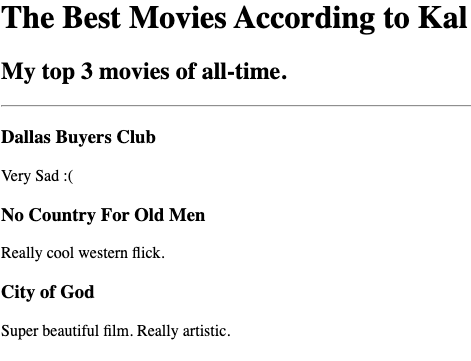 The Best Movies According to Kal
My top 3 movies of all-time.
Dallas Buyers Club
Very Sad :(
No Country For Old Men
Really cool western flick.
City of God
Super beautiful film. Really artistic.